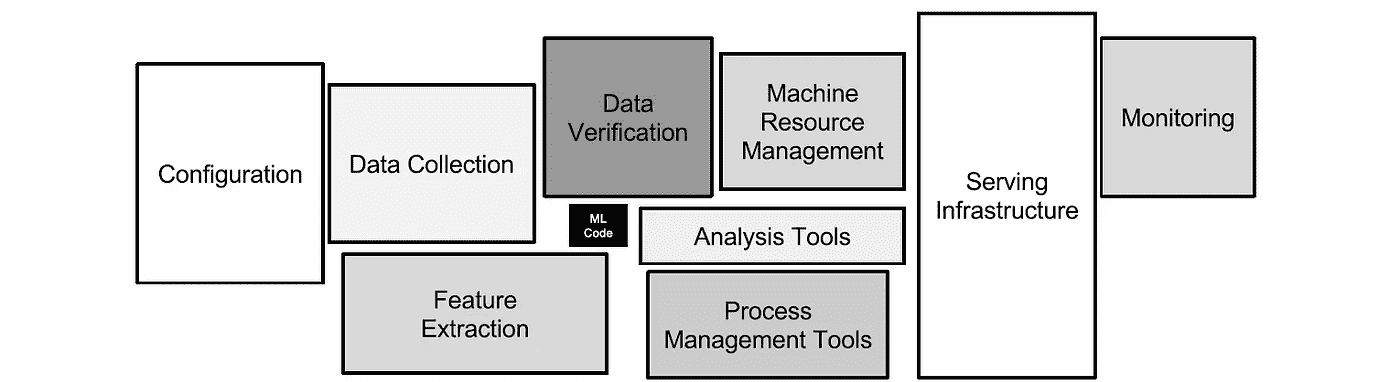 Configuration
Data Collection
Data
Verification
Machine
Resource
Management
Serving
Infrastructure
Monitoring
ML
Code
Analysis Tools
Feature
Extraction
Process
Management Tools